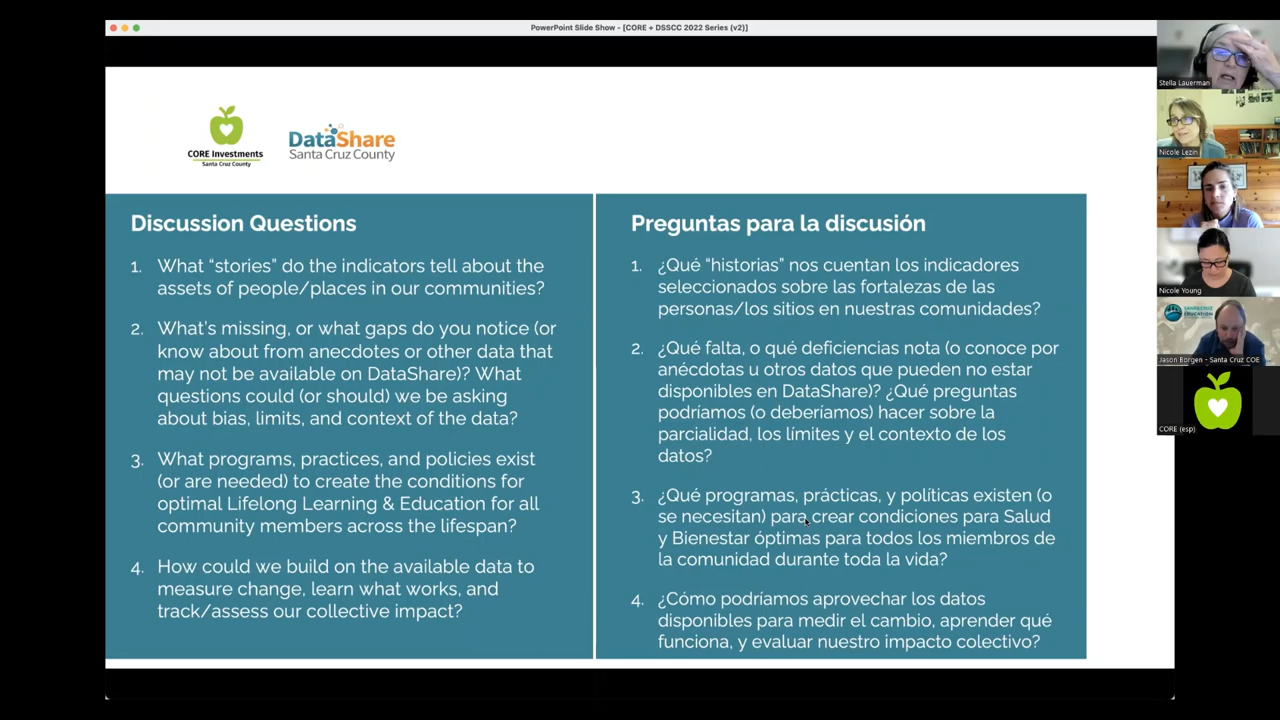 PowerPoint Slide Show - [CORE + DSSCC 2022 Series (v2)]
CORE Investments
Santa Cruz County
DataShare
Santa Cruz County
Discussion Questions
1. What “stories” do the indicators tell about the
assets of people/places in our communities?
2. What’s missing, or what gaps do you notice (or
know about from anecdotes or other data that
may not be available on DataShare)? What
questions could (or should) we be asking
about bias, limits, and context of the data?
3. What programs, practices, and policies exist
(or are needed) to create the conditions for
optimal Lifelong Learning & Education for all
community members across the lifespan?
4. How could we build on the available data to
measure change, learn what works, and
track/assess our collective impact?
Preguntas para la discusión
1. ¿Qué “historias” nos cuentan los indicadores
seleccionados sobre las fortalezas de las
personas/los sitios en nuestras comunidades?
2. ¿Qué falta, o qué deficiencias nota (o conoce por
anécdotas u otros datos que pueden no estar
disponibles en DataShare)? ¿Qué preguntas
podríamos (o deberíamos) hacer sobre la
parcialidad, los límites y el contexto de los
datos?
3. ¿Qué programas, prácticas, y políticas existen (o
se necesitan) para crear condiciones para Salud
y Bienestar óptimas para todos los miembros de
la comunidad durante toda la vida?
4. ¿Cómo podríamos aprovechar los datos
disponibles para medir el cambio, aprender qué
funciona, y evaluar nuestro impacto colectivo?
Stella Lauerman
Nicole Lezin
Nicole Young
SANTA CRUZ
EDUCATION
Jason Borgen - Santa Cruz COE
CORE (esp)